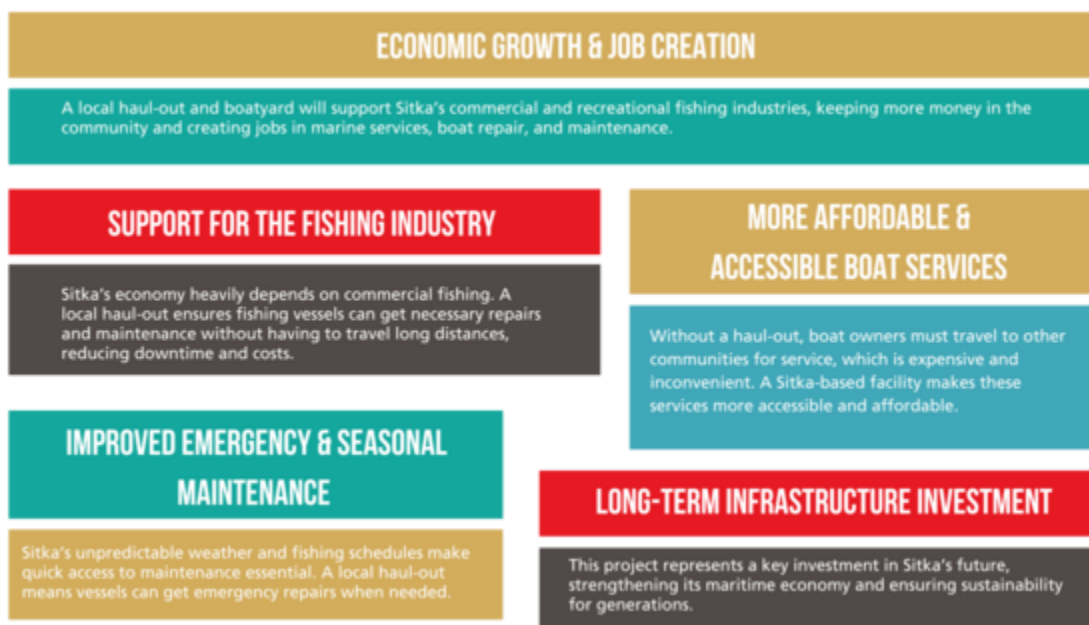 ECONOMIC GROWTH & JOB CREATION
A local haul-out and boatyard will support Sitka's commercial and recreational fishing industries, keeping more money in the
community and creating jobs in marine services, boat repair, and maintenance.
SUPPORT FOR THE FISHING INDUSTRY
Sitka's economy heavily depends on commercial fishing. A
local haul-out ensures fishing vessels can get necessary repairs
and maintenance without having to travel long distances,
reducing downtime and costs.
MORE AFFORDABLE &
ACCESSIBLE BOAT SERVICES
Without a haul-out, boat owners must travel to other
communities for service, which is expensive and
inconvenient. A Sitka-based facility makes these
services more accessible and affordable.
IMPROVED EMERGENCY & SEASONAL
MAINTENANCE
Sitka's unpredictable weather and fishing schedules make
quick access to maintenance essential. A local haul-out
means vessels can get emergency repairs when needed.
LONG-TERM INFRASTRUCTURE INVESTMENT
This project represents a key investment in Sitka's future,
strengthening its maritime economy and ensuring sustainability
for generations.